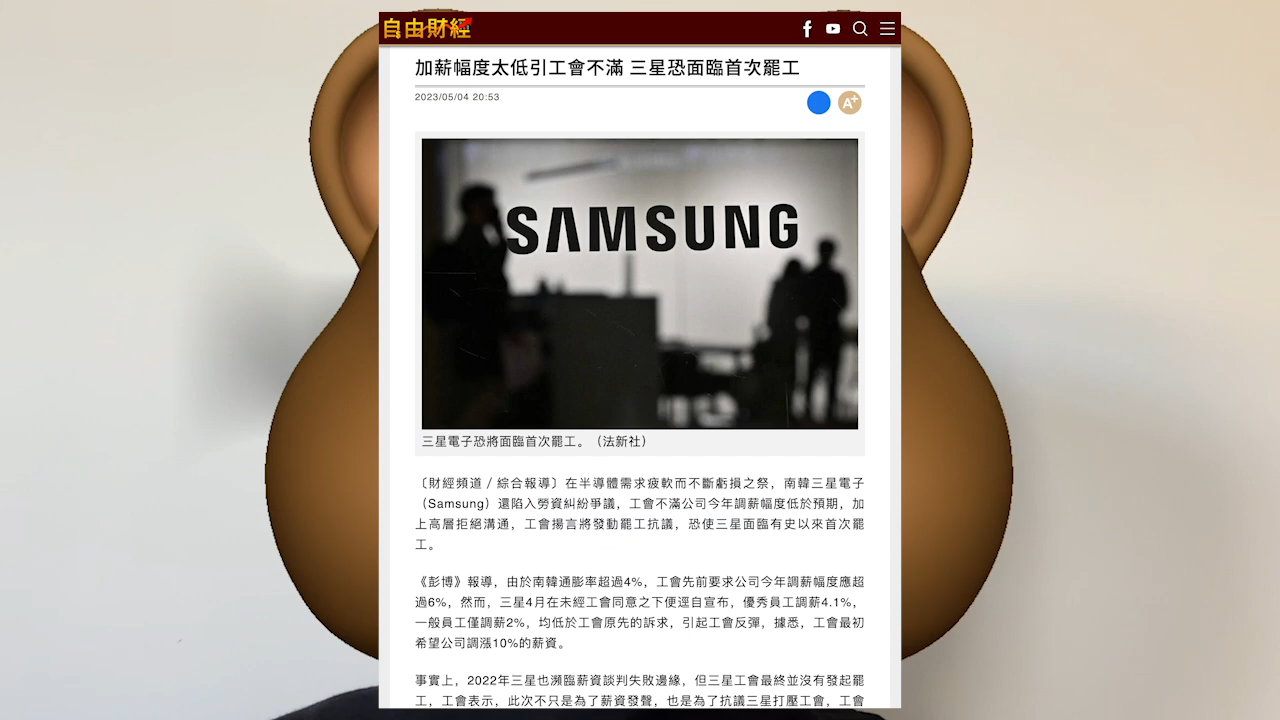 自由財經
加薪幅度太低引工會不滿 三星恐面臨首次罷工
2023/05/04 20:53
A+
SAMSUNG
三星電子恐將面臨首次罷工。（法新社）
〔財經頻道／綜合報導〕在半導體需求疲軟而不斷虧損之祭，南韓三星電子
（Samsung）還陷入勞資糾紛爭議，工會不滿公司今年調薪幅度低於預期，加
上高層拒絕溝通，工會揚言將發動罷工抗議，恐使三星面臨有史以來首次罷
工。
《彭博》報導，由於南韓通膨率超過4%，工會先前要求公司今年調薪幅度應超
過6%，然而，三星4月在未經工會同意之下便逕自宣布，優秀員工調薪4.1%，
一般員工僅調薪2%，均低於工會原先的訴求，引起工會反彈，據悉，工會最初
希望公司調漲10%的薪資。
事實上，2022年三星也瀕臨薪資談判失敗邊緣，但三星工會最終並沒有發起罷
工，工會表示，此次不只是為了薪資發聲，也是為了抗議三星打壓工會，工會